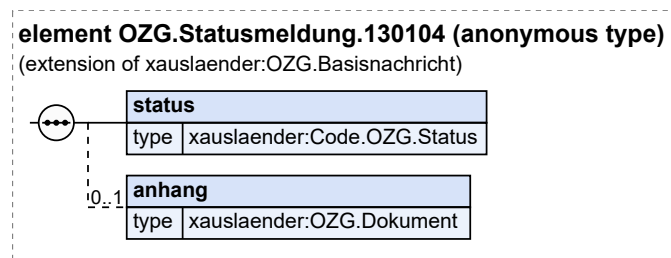 element OZG.Statusmeldung.130104 (anonymous type)
(extension of xauslaender:OZG.Basisnachricht)
status
type xauslaender:Code.OZG.Status
0..1
anhang
type xauslaender:OZG.Dokument